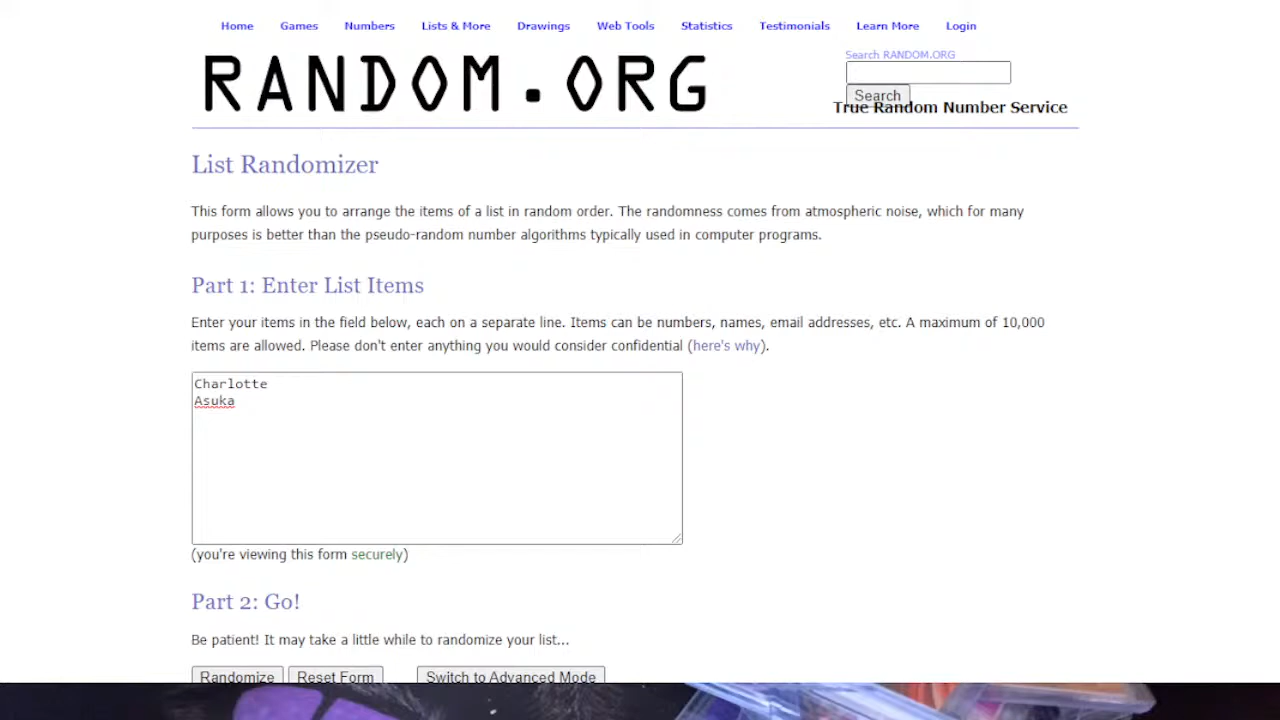 Home Games Numbers Lists & More Drawings Web Tools Statistics Testimonials Learn More Login
Search RANDOM.ORG
RANDOM.ORG
Search
True Random Number Service
List Randomizer
This form allows you to arrange the items of a list in random order. The randomness comes from atmospheric noise, which for many
purposes is better than the pseudo-random number algorithms typically used in computer programs.
Part 1: Enter List Items
Enter your items in the field below, each on a separate line. Items can be numbers, names, email addresses, etc. A maximum of 10,000
items are allowed. Please don't enter anything you would consider confidential (here's why).
Charlotte
Asuka
(you're viewing this form securely)
Part 2: Go!
Be patient! It may take a little while to randomize your list...
Randomize Reset Form Switch to Advanced Mode